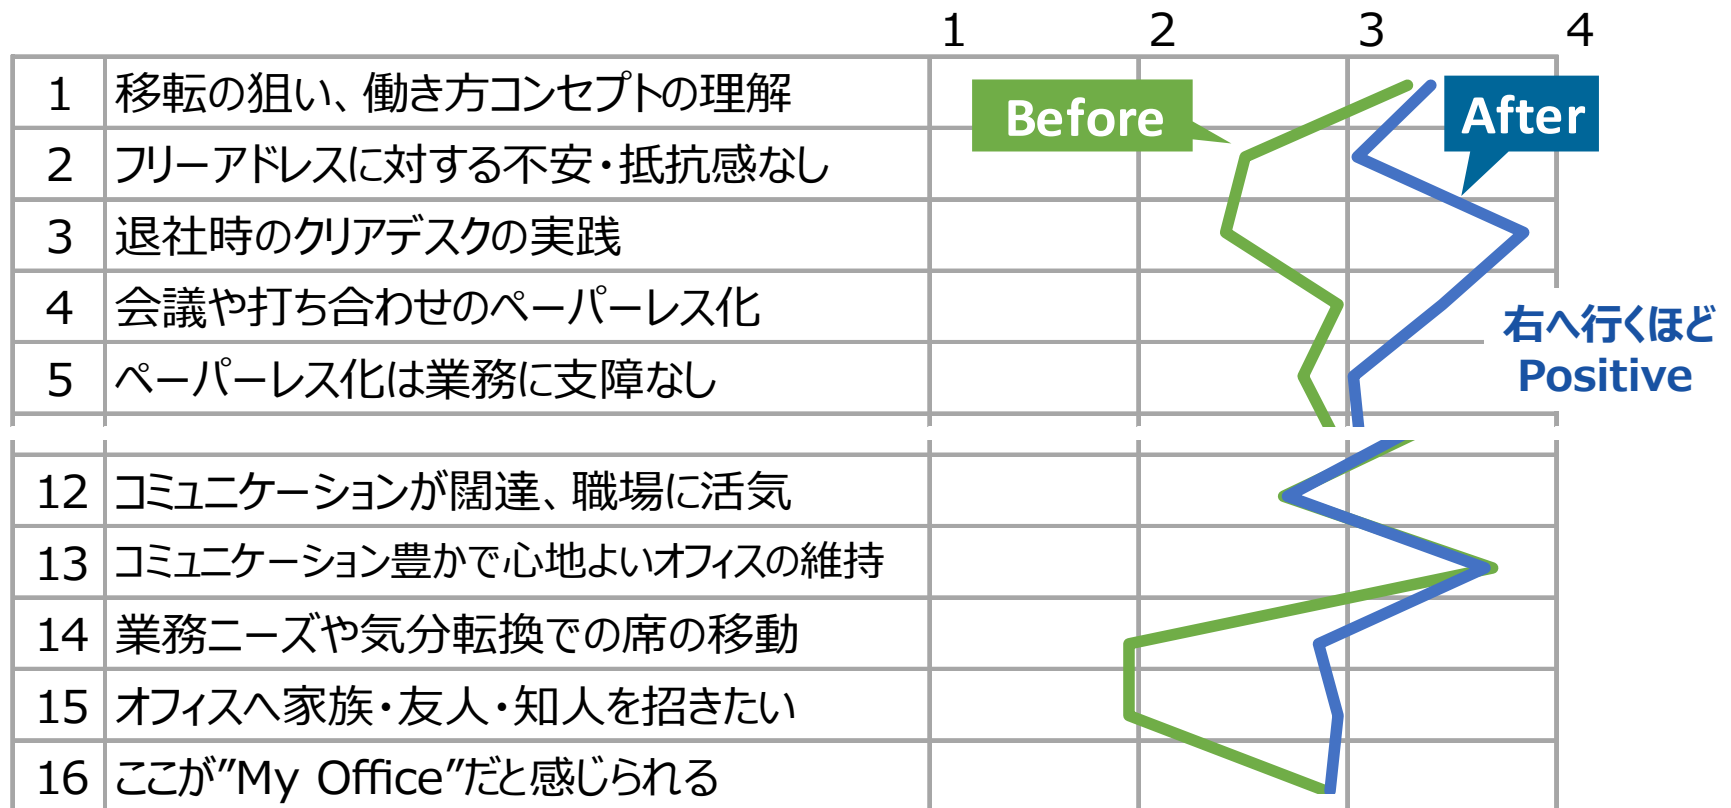 1 2 3 4
1 移転の狙い、働き方コンセプトの理解
Before
After
2 フリーアドレスに対する不安・抵抗感なし
3 退社時のクリアデスクの実践
4 会議や打ち合わせのペーパーレス化
右へ行くほど
Positive
5 ペーパーレス化は業務に支障なし
12 コミュニケーションが闊達、職場に活気
13 コミュニケーション豊かで心地よいオフィスの維持
14 業務ニーズや気分転換での席の移動
15 オフィスへ家族・友人・知人を招きたい
16 ここが”My Office”だと感じられる